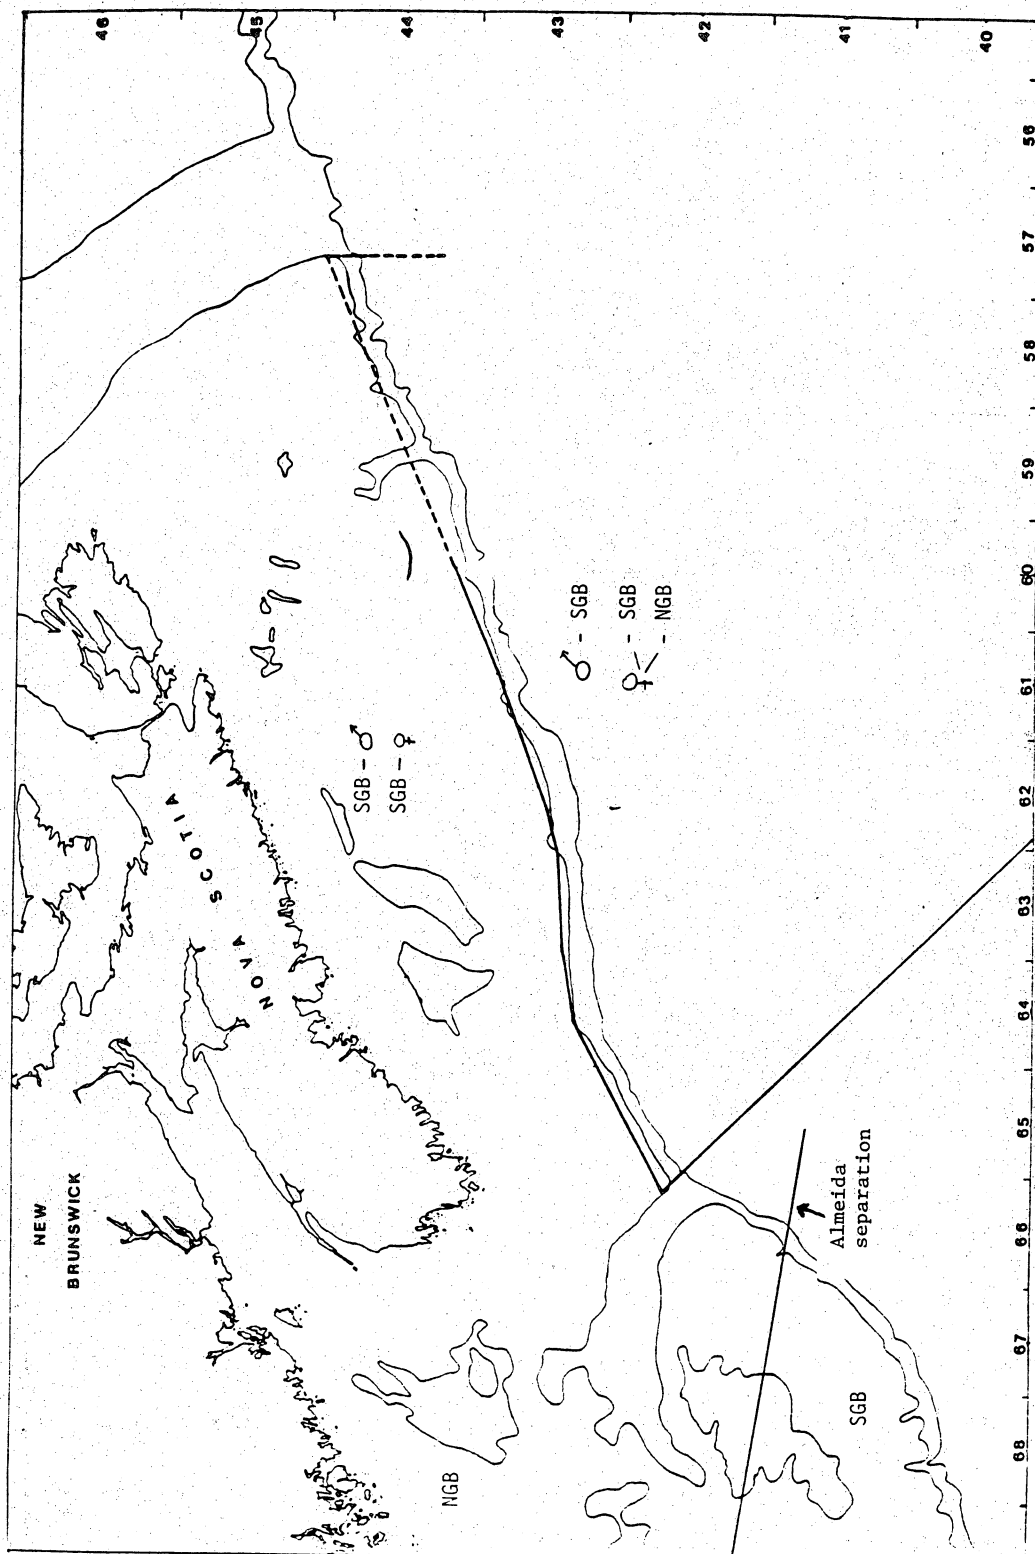 46
45
44
43
42
41
40
56
57
58
59
60
61
62
63
64
65
66
67
68
NEW
BRUNSWICK
NOVA SCOTIA
SGB - ♂
SGB - ♀
♂ - SGB
♀ - SGB
- NGB
Almeida
separation
NGB
SGB